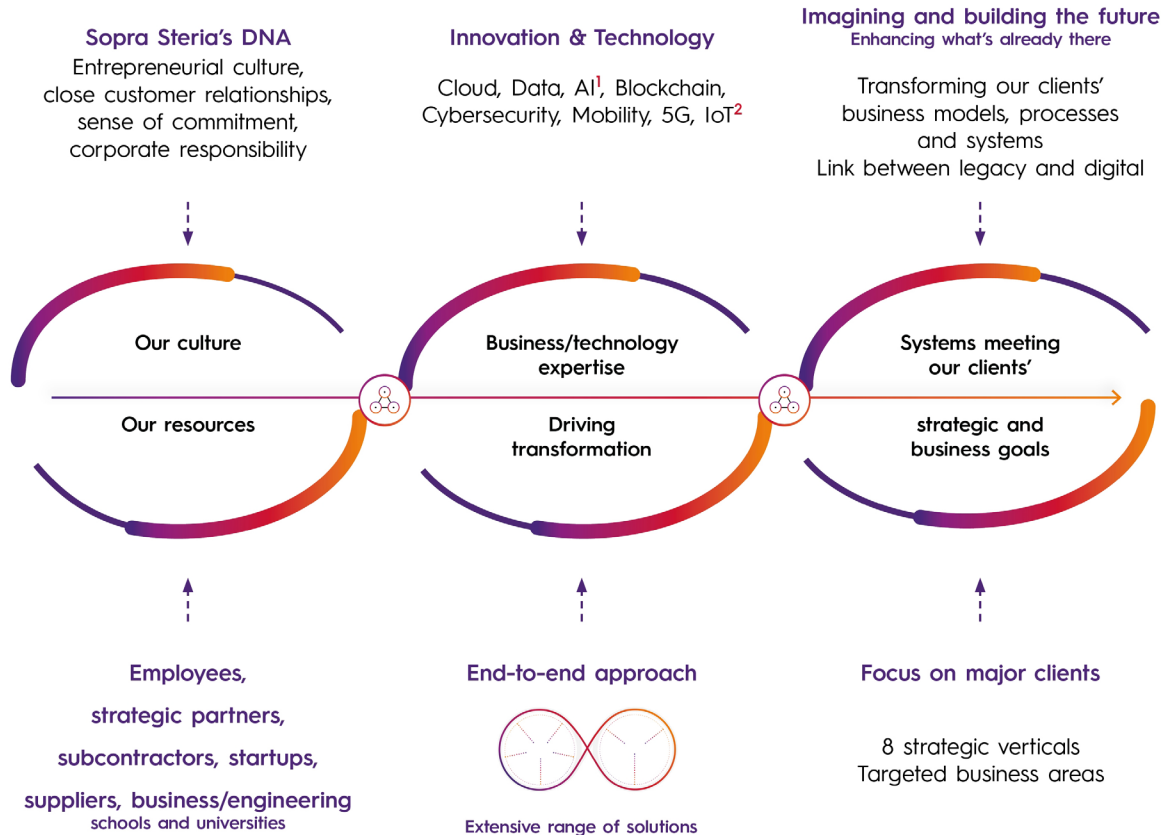 Sopra Steria's DNA
Entrepreneurial culture,
close customer relationships,
sense of commitment,
corporate responsibility
Innovation & Technology
Cloud, Data, AI¹, Blockchain,
Cybersecurity, Mobility, 5G, IoT²
Imagining and building the future
Enhancing what's already there
Transforming our clients'
business models, processes
and systems
Link between legacy and digital
Our culture
Our resources
Business/technology
expertise
Driving
transformation
Systems meeting
our clients'
strategic and
business goals
Employees,
strategic partners,
subcontractors, startups,
suppliers, business/engineering
schools and universities
End-to-end approach
Extensive range of solutions
Focus on major clients
8 strategic verticals
Targeted business areas